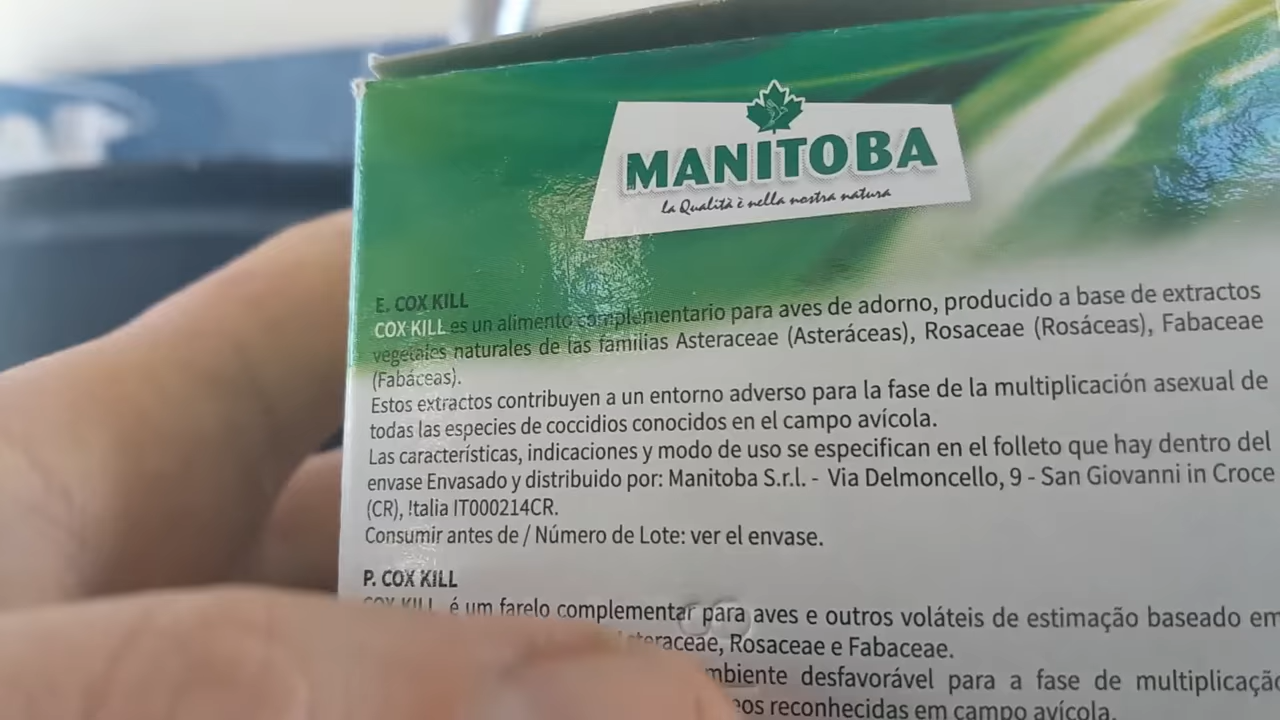 MANITOBA
la Qualità è nella nostra natura
E. COX KILL
COX KILL es un alimento complementario para aves de adorno, producido a base de extractos
vegetales naturales de las familias Asteraceae (Asteráceas), Rosaceae (Rosáceas), Fabaceae
(Fabáceas).
Estos extractos contribuyen a un entorno adverso para la fase de la multiplicación asexual de
todas las especies de coccidios conocidos en el campo avícola.
Las características, indicaciones y modo de uso se especifican en el folleto que hay dentro del
envase Envasado y distribuido por: Manitoba S.r.l. - Via Delmoncello, 9 - San Giovanni in Croce
(CR), Italia IT000214CR.
Consumir antes de / Número de Lote: ver el envase.
P. COX KILL
COX KILL é um farelo complementar para aves e outros voláteis de estimação baseado em
Rosaceae e Fabaceae.
desfavorável para a fase de multiplicação
reconhecidas em campo avícola.